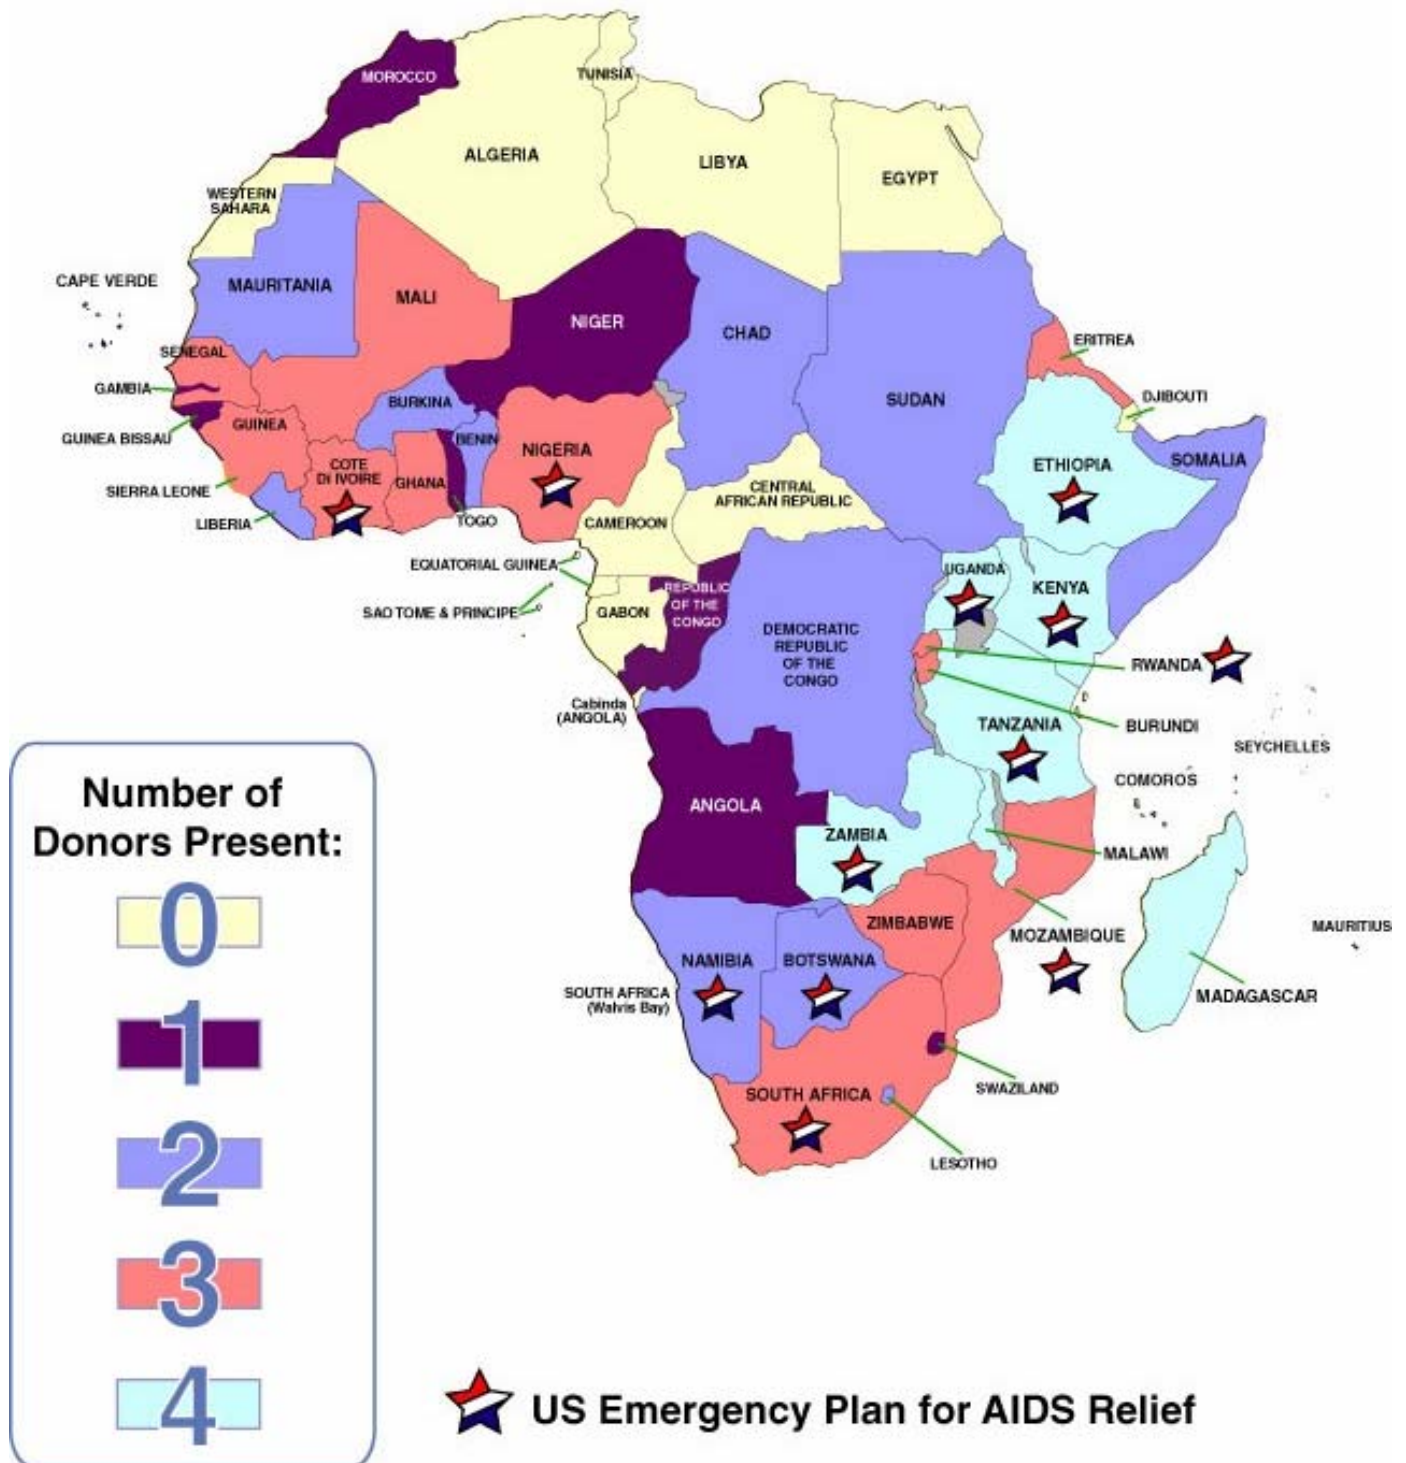 MOROCCO
TUNISIA
ALGERIA
LIBYA
EGYPT
WESTERN
SAHARA
CAPE VERDE
MAURITANIA
MALI
NIGER
CHAD
SUDAN
ERITREA
DJIBOUTI
SENEGAL
GAMBIA
GUINEA BISSAU
GUINEA
SIERRA LEONE
LIBERIA
COTE
DI IVOIRE
BURKINA
GHANA
BENIN
TOGO
NIGERIA
CAMEROON
CENTRAL
AFRICAN REPUBLIC
ETHIOPIA
SOMALIA
EQUATORIAL GUINEA
SAO TOME & PRINCIPE
GABON
REPUBLIC
OF THE
CONGO
DEMOCRATIC
REPUBLIC
OF THE
CONGO
UGANDA
KENYA
RWANDA
BURUNDI
TANZANIA
SEYCHELLES
COMOROS
Cabinda
(ANGOLA)
ANGOLA
ZAMBIA
MALAWI
ZIMBABWE
MOZAMBIQUE
MAURITIUS
MADAGASCAR
NAMIBIA
BOTSWANA
SOUTH AFRICA
(Walvis Bay)
SWAZILAND
SOUTH AFRICA
LESOTHO
Number of
Donors Present:
0
1
2
3
4
US Emergency Plan for AIDS Relief